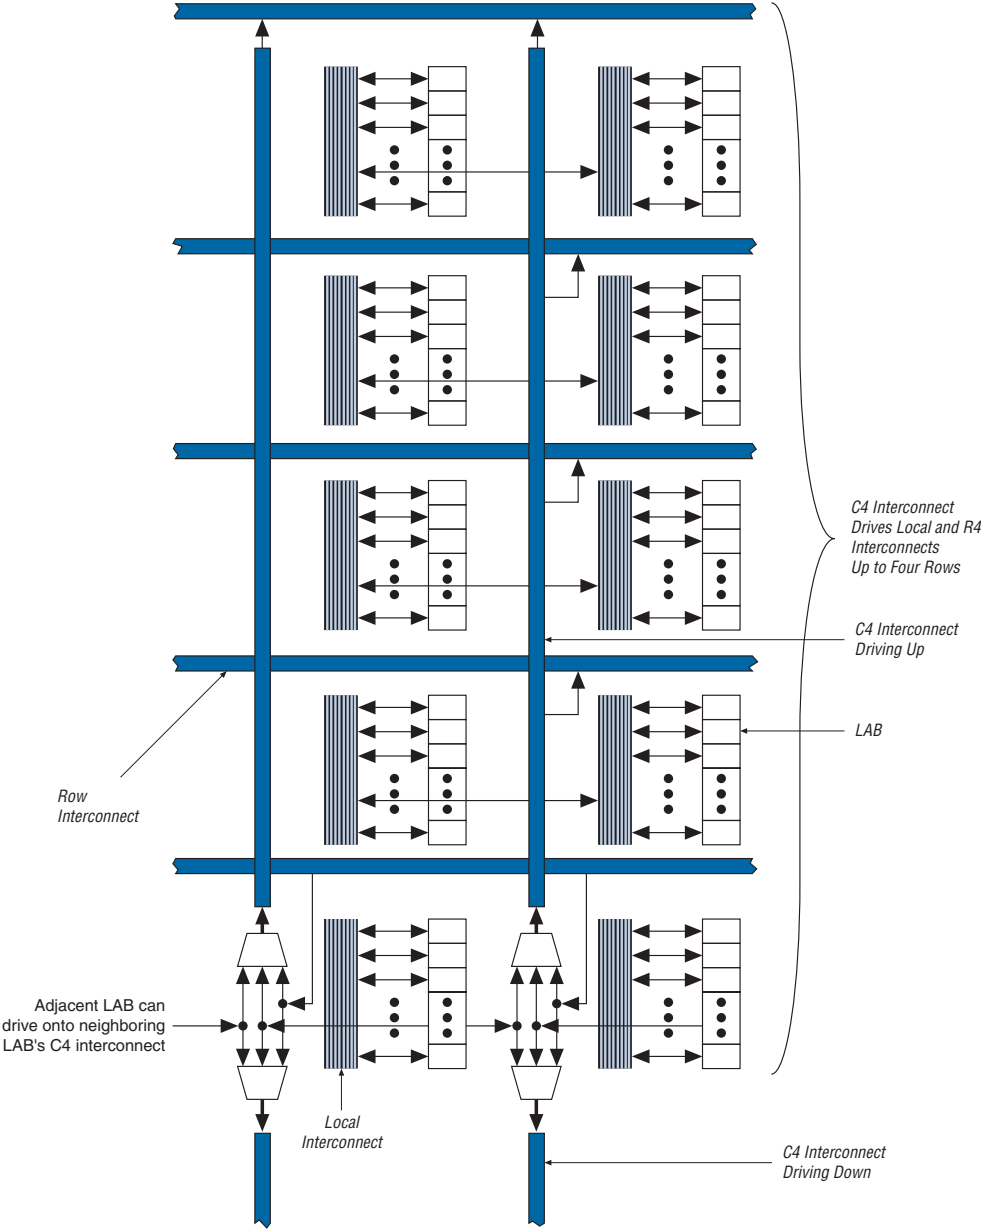 C4 Interconnect
Drives Local and R4
Interconnects
Up to Four Rows
C4 Interconnect
Driving Up
LAB
Row
Interconnect
Adjacent LAB can
drive onto neighboring
LAB's C4 interconnect
Local
Interconnect
C4 Interconnect
Driving Down